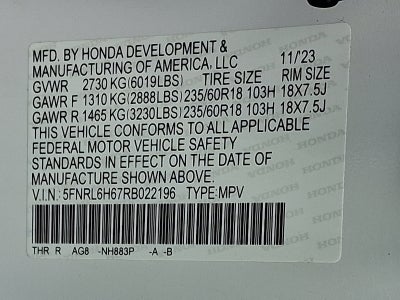 MFD. BY HONDA DEVELOPMENT &
MANUFACTURING OF AMERICA, LLC 11/'23
GVWR 2730 KG(6019LBS) TIRE SIZE RIM SIZE
GAWR F 1310 KG(2888LBS) 235/60R18 103H 18X7.5J
GAWR R 1465 KG(3230LBS) 235/60R18 103H 18X7.5J
THIS VEHICLE CONFORMS TO ALL APPLICABLE
FEDERAL MOTOR VEHICLE SAFETY
STANDARDS IN EFFECT ON THE DATE OF
MANUFACTURE SHOWN ABOVE.
V.I.N.: 5FNRL6H67RB022196 TYPE:MPV
THR R AG8 -NH883P -A -B